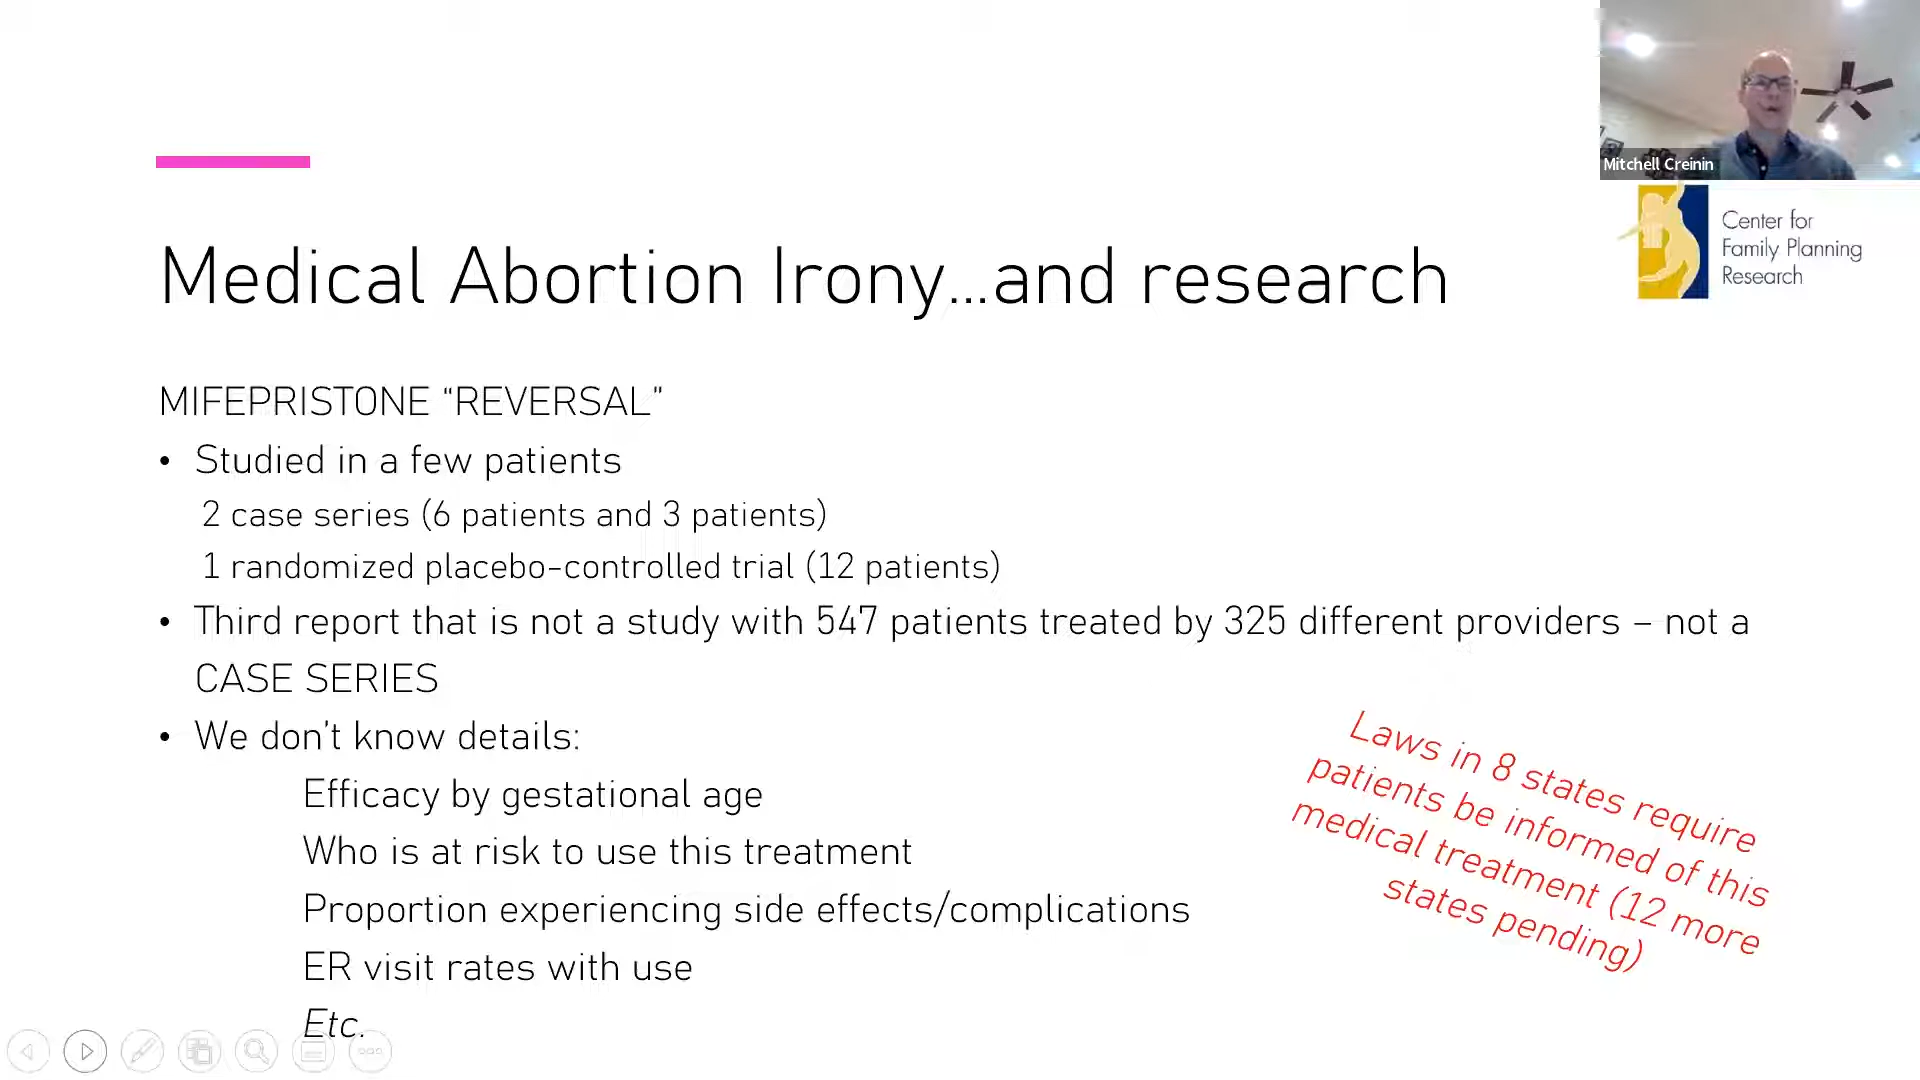 Mitchell Creinin
Center for
Family Planning
Research
Medical Abortion Irony...and research
MIFEPRISTONE “REVERSAL”
• Studied in a few patients
2 case series (6 patients and 3 patients)
1 randomized placebo-controlled trial (12 patients)
• Third report that is not a study with 547 patients treated by 325 different providers – not a
CASE SERIES
• We don't know details:
Efficacy by gestational age
Who is at risk to use this treatment
Proportion experiencing side effects/complications
ER visit rates with use
Etc.
Laws in 8 states require
patients be informed of this
medical treatment (12 more
states pending)